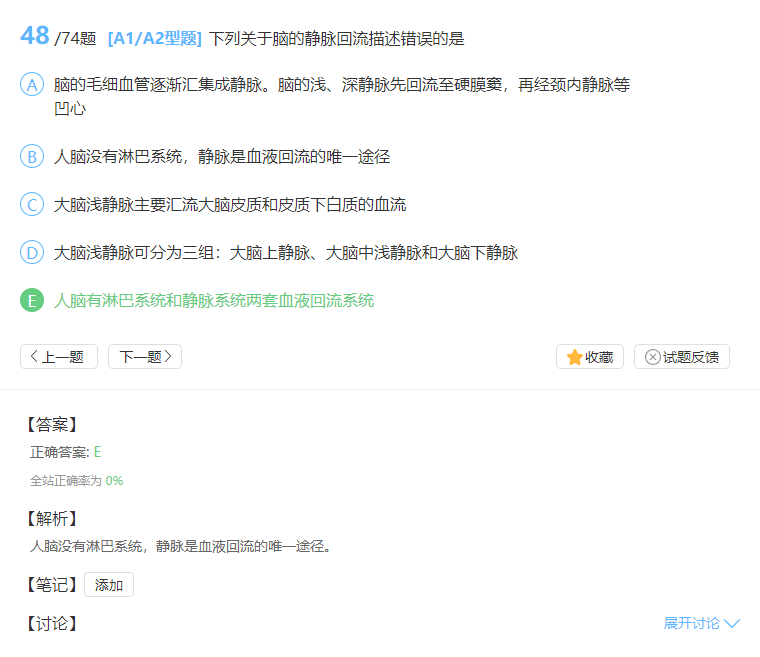 48 /74题 [A1/A2型题] 下列关于脑的静脉回流描述错误的是
A 脑的毛细血管逐渐汇集成静脉。脑的浅、深静脉先回流至硬膜窦，再经颈内静脉等
凹心
B 人脑没有淋巴系统，静脉是血液回流的唯一途径
C 大脑浅静脉主要汇流大脑皮质和皮质下白质的血流
D 大脑浅静脉可分为三组：大脑上静脉、大脑中浅静脉和大脑下静脉
E 人脑有淋巴系统和静脉系统两套血液回流系统
上一题 下一题 收藏 试题反馈
【答案】
正确答案: E
全站正确率为 0%
【解析】
人脑没有淋巴系统，静脉是血液回流的唯一途径。
【笔记】 添加
【讨论】 展开讨论